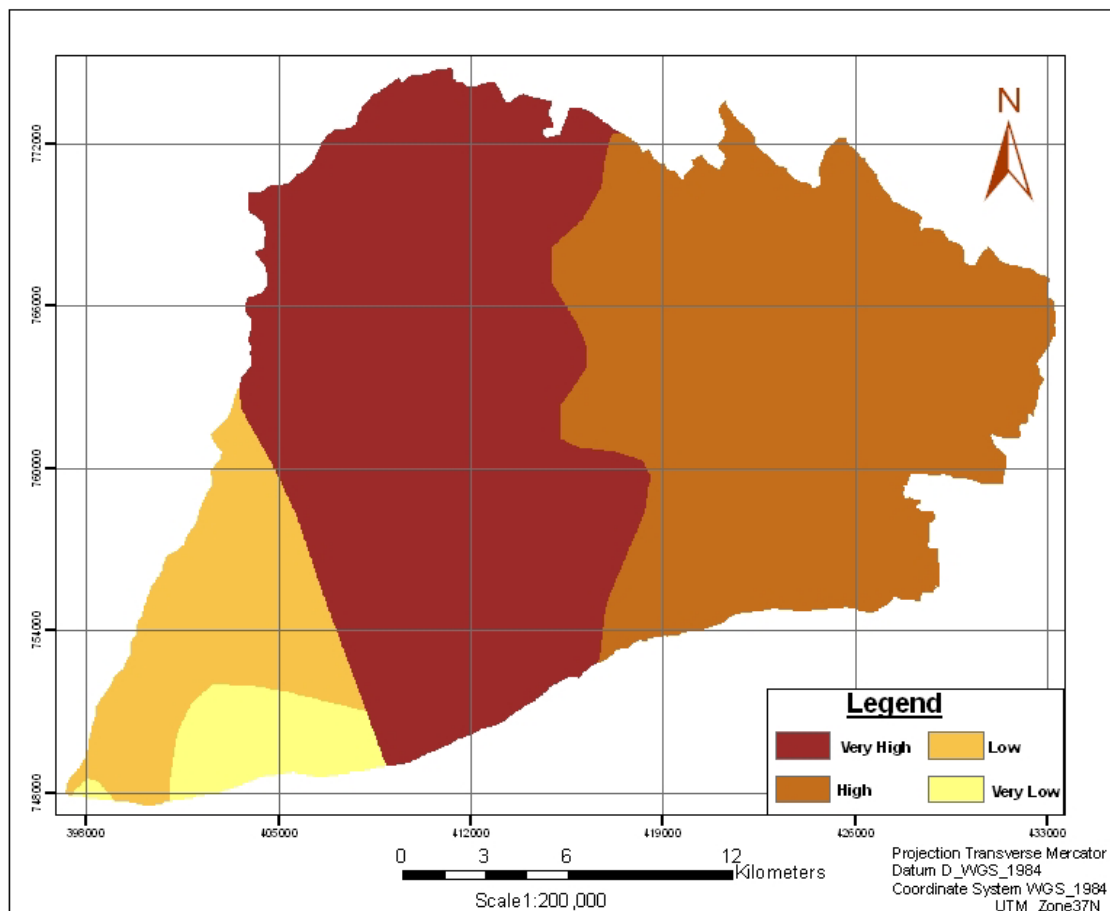 N
772000
766000
760000
754000
748000
Legend
Very High
Low
High
Very Low
398000 405000 412000 419000 426000 433000
0 3 6 12
Kilometers
Scale1:200,000
Projection Transverse Mercator
Datum D_WGS_1984
Coordinate System WGS_1984
UTM_Zone37N